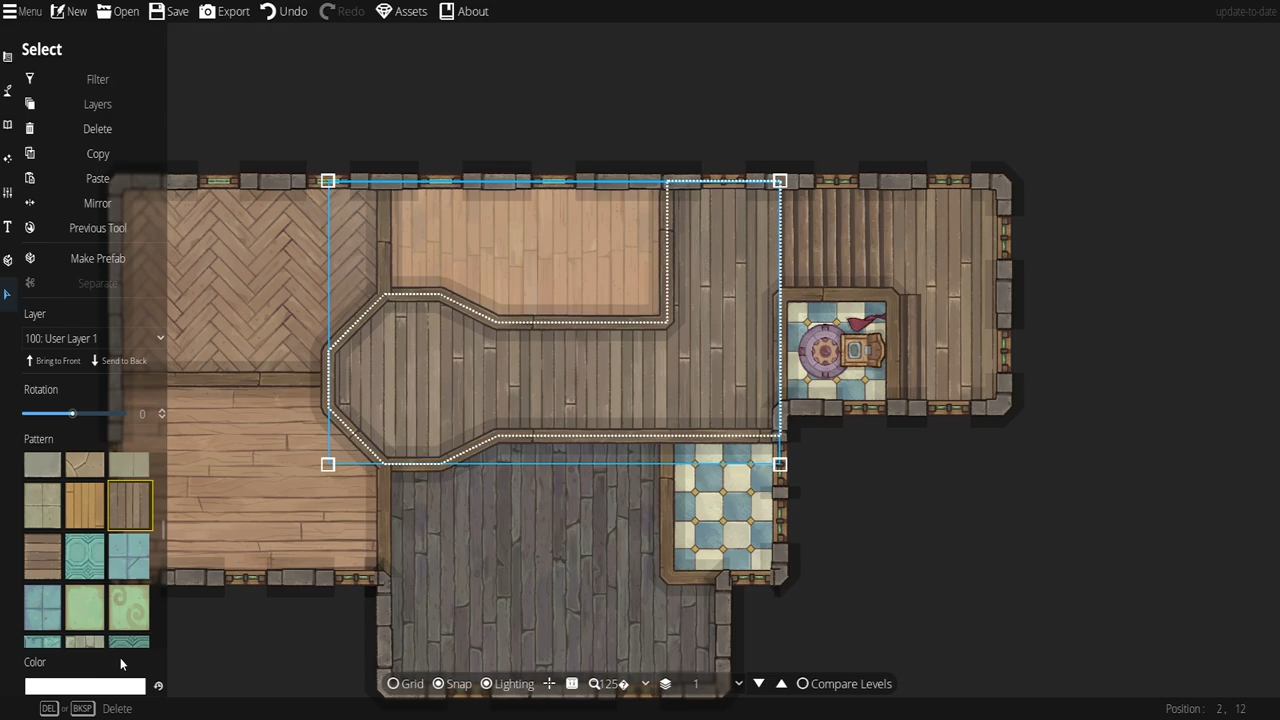 Menu New Open Save Export Undo Redo Assets About update-to-date
Select
Filter
Layers
Delete
Copy
Paste
Mirror
Previous Tool
Make Prefab
Separate
Layer
100: User Layer 1
Bring to Front Send to Back
Rotation
0
Pattern
Color
Grid Snap Lighting 125� 1 Compare Levels
DEL or BKSP Delete Position : 2 , 12